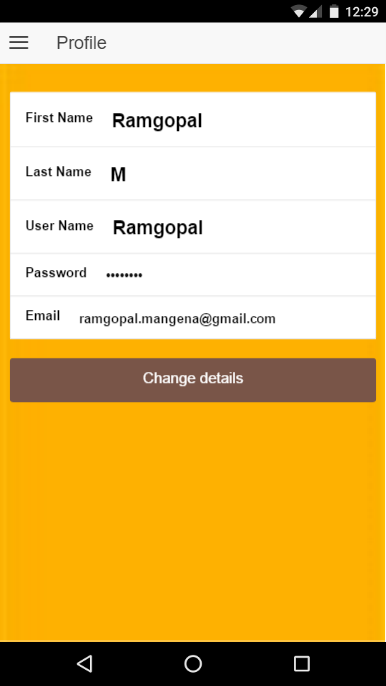 12:29
Profile
First Name Ramgopal
Last Name M
User Name Ramgopal
Password ••••••••
Email ramgopal.mangena@gmail.com
Change details